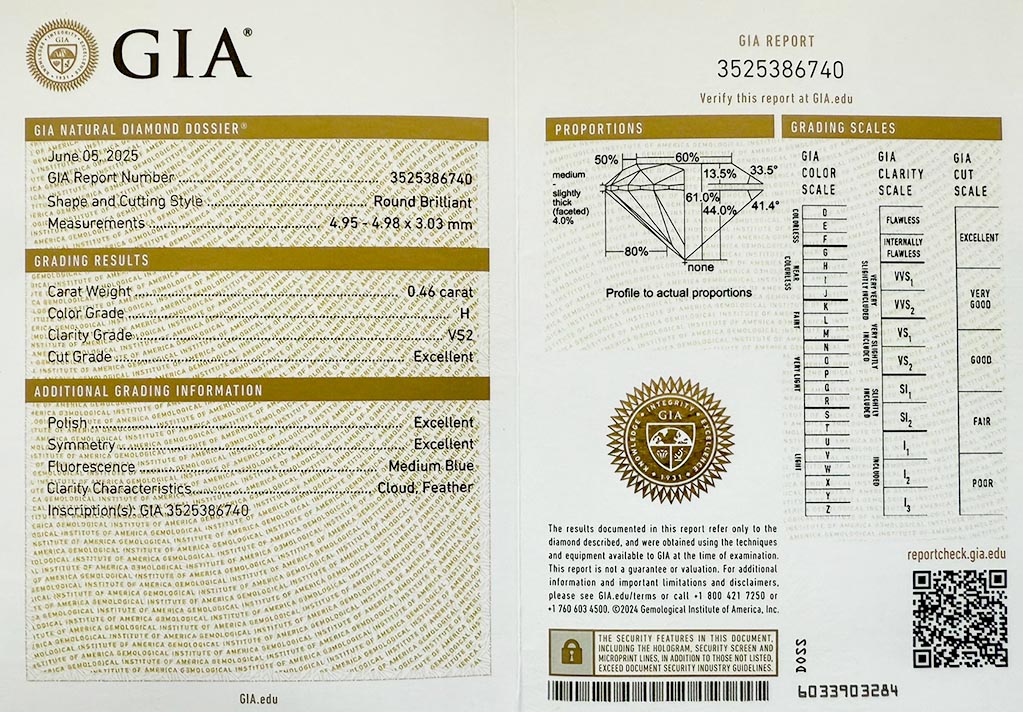 GIA®
GIA NATURAL DIAMOND DOSSIER®
June 05, 2025
GIA Report Number 3525386740
Shape and Cutting Style Round Brilliant
Measurements 4.95 - 4.98 x 3.03 mm
GRADING RESULTS
Carat Weight 0.46 carat
Color Grade H
Clarity Grade VS2
Cut Grade Excellent
ADDITIONAL GRADING INFORMATION
Polish Excellent
Symmetry Excellent
Fluorescence Medium Blue
Clarity Characteristics Cloud, Feather
Inscription(s): GIA 3525386740
GIA.edu
GIA REPORT
3525386740
Verify this report at GIA.edu
PROPORTIONS
50% 60%
13.5% 33.5°
medium
-
slightly
thick
(faceted)
4.0%
61.0%
44.0% 41.4°
80%
none
Profile to actual proportions
INTEGRITY
GIA
KNOWLEDGE
EXCELLENCE
1931
The results documented in this report refer only to the
diamond described, and were obtained using the techniques
and equipment available to GIA at the time of examination.
This report is not a guarantee or valuation. For additional
information and important limitations and disclaimers,
please see GIA.edu/terms or call +1 800 421 7250 or
+1 760 603 4500. ©2024 Gemological Institute of America, Inc.
THE SECURITY FEATURES IN THIS DOCUMENT,
INCLUDING THE HOLOGRAM, SECURITY SCREEN AND
MICROPRINT LINES, IN ADDITION TO THOSE NOT LISTED,
EXCEED DOCUMENT SECURITY INDUSTRY GUIDELINES.
GRADING SCALES
GIA
COLOR
SCALE
COLORLESS
D
E
F
NEAR
COLORLESS
G
H
I
J
FAINT
K
L
M
VERY LIGHT
N
O
P
Q
R
LIGHT
S
T
U
V
W
X
Y
Z
GIA
CLARITY
SCALE
FLAWLESS
INTERNALLY
FLAWLESS
VERY VERY
SLIGHTLY INCLUDED
VVS1
VVS2
VERY SLIGHTLY
INCLUDED
VS1
VS2
SLIGHTLY
INCLUDED
SI1
SI2
INCLUDED
I1
I2
I3
GIA
CUT
SCALE
EXCELLENT
VERY
GOOD
GOOD
FAIR
POOR
reportcheck.gia.edu
DOS2
6033903284